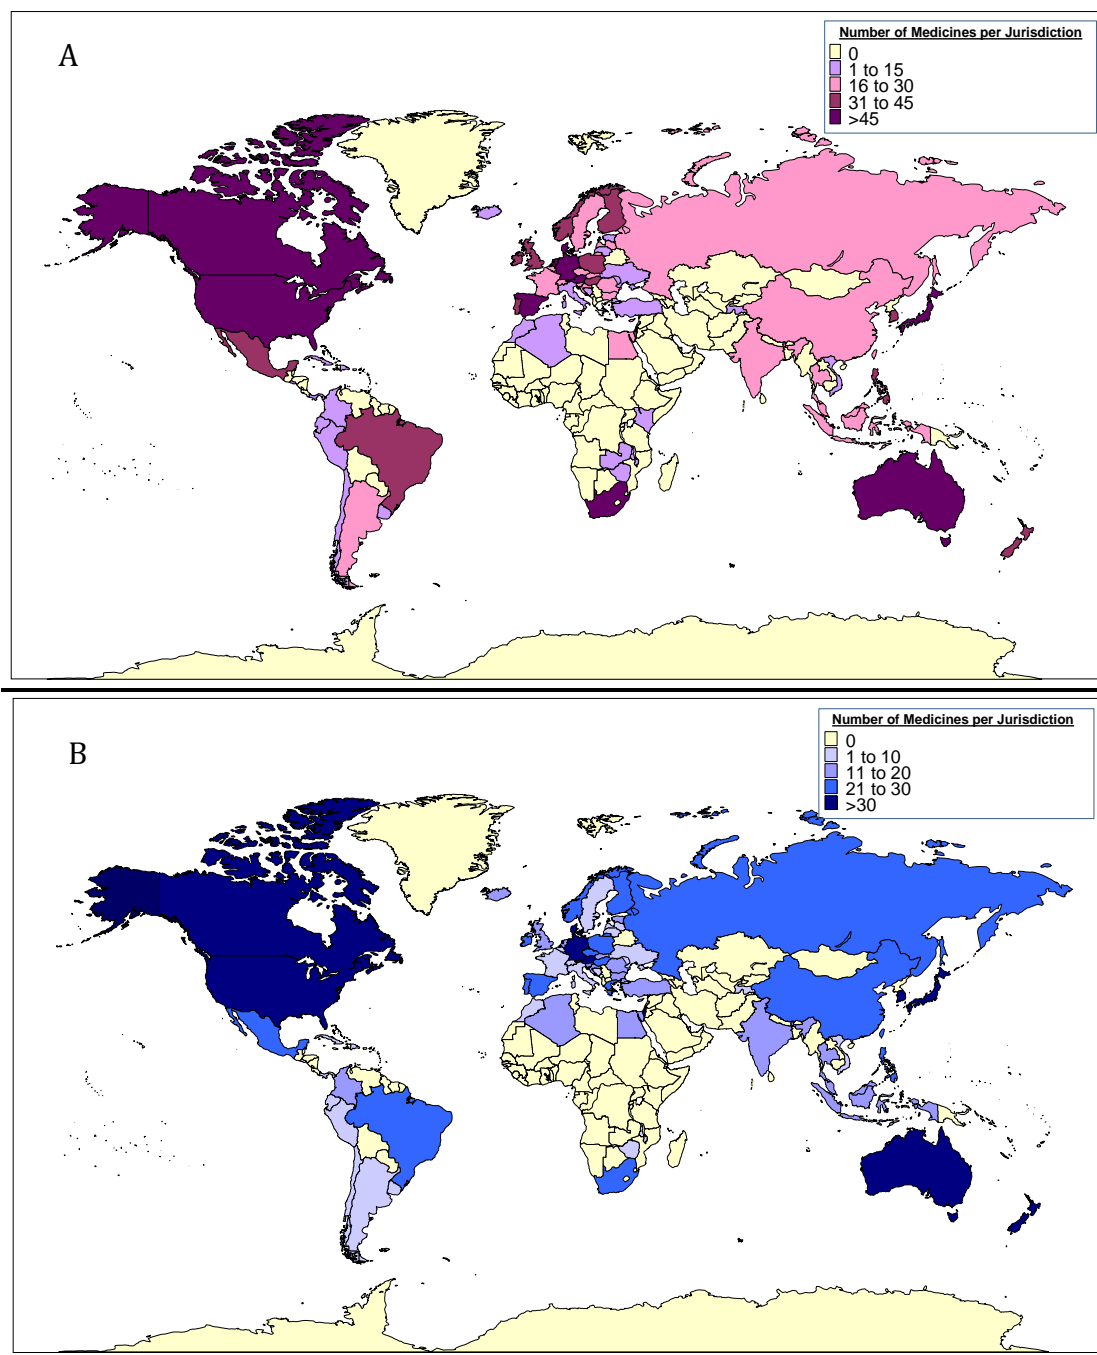 A
Number of Medicines per Jurisdiction
0
1 to 15
16 to 30
31 to 45
>45
B
Number of Medicines per Jurisdiction
0
1 to 10
11 to 20
21 to 30
>30